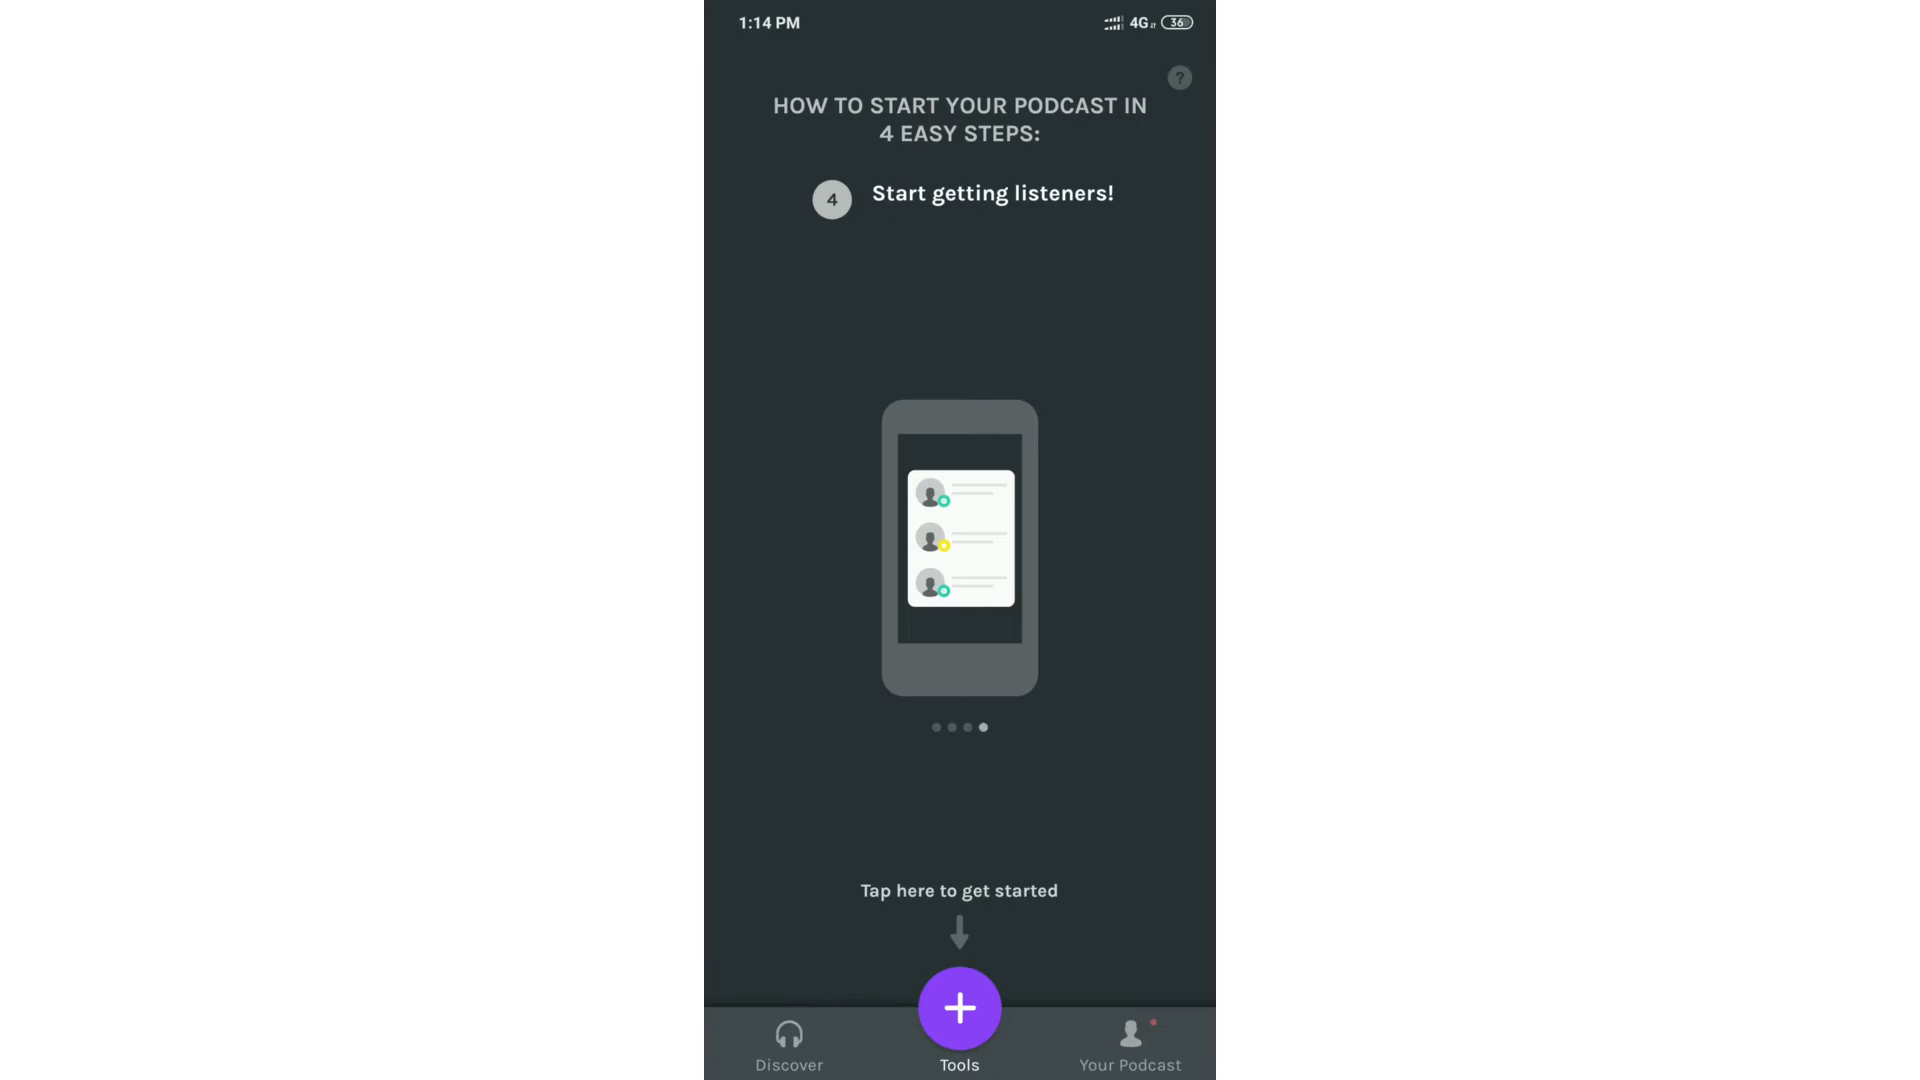 1:14 PM
4G 36
?
HOW TO START YOUR PODCAST IN
4 EASY STEPS:
4 Start getting listeners!
Tap here to get started
Discover
Tools
Your Podcast